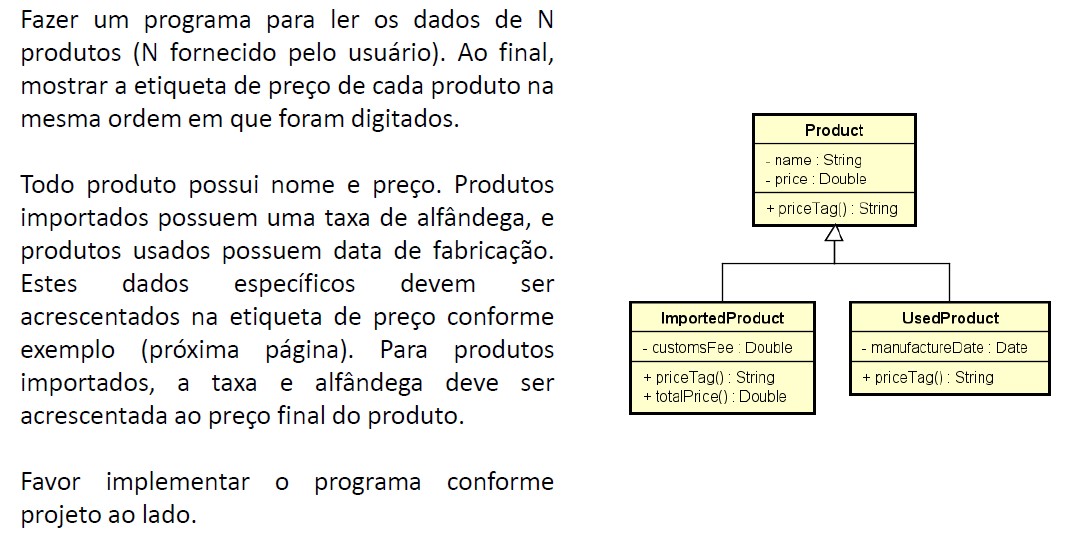 Fazer um programa para ler os dados de N
produtos (N fornecido pelo usuário). Ao final,
mostrar a etiqueta de preço de cada produto na
mesma ordem em que foram digitados.
Todo produto possui nome e preço. Produtos
importados possuem uma taxa de alfândega, e
produtos usados possuem data de fabricação.
Estes dados específicos devem ser
acrescentados na etiqueta de preço conforme
exemplo (próxima página). Para produtos
importados, a taxa e alfândega deve ser
acrescentada ao preço final do produto.
Favor implementar o programa conforme
projeto ao lado.
Product
- name : String
- price : Double
+ priceTag() : String
ImportedProduct
- customsFee : Double
+ priceTag() : String
+ totalPrice() : Double
UsedProduct
- manufactureDate : Date
+ priceTag() : String